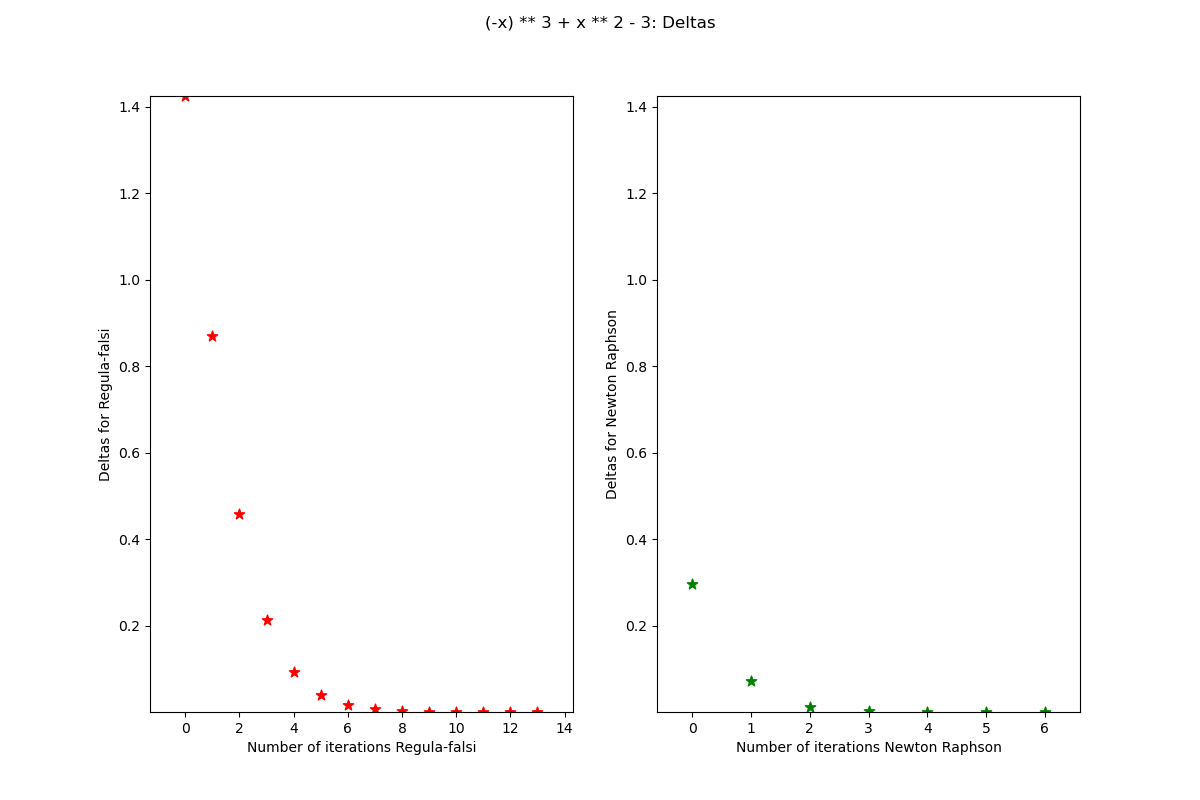 (-x) ** 3 + x ** 2 - 3: Deltas
1.4
1.2
1.0
0.8
0.6
0.4
0.2
Deltas for Regula-falsi
0 2 4 6 8 10 12 14
Number of iterations Regula-falsi
1.4
1.2
1.0
0.8
0.6
0.4
0.2
Deltas for Newton Raphson
0 1 2 3 4 5 6
Number of iterations Newton Raphson